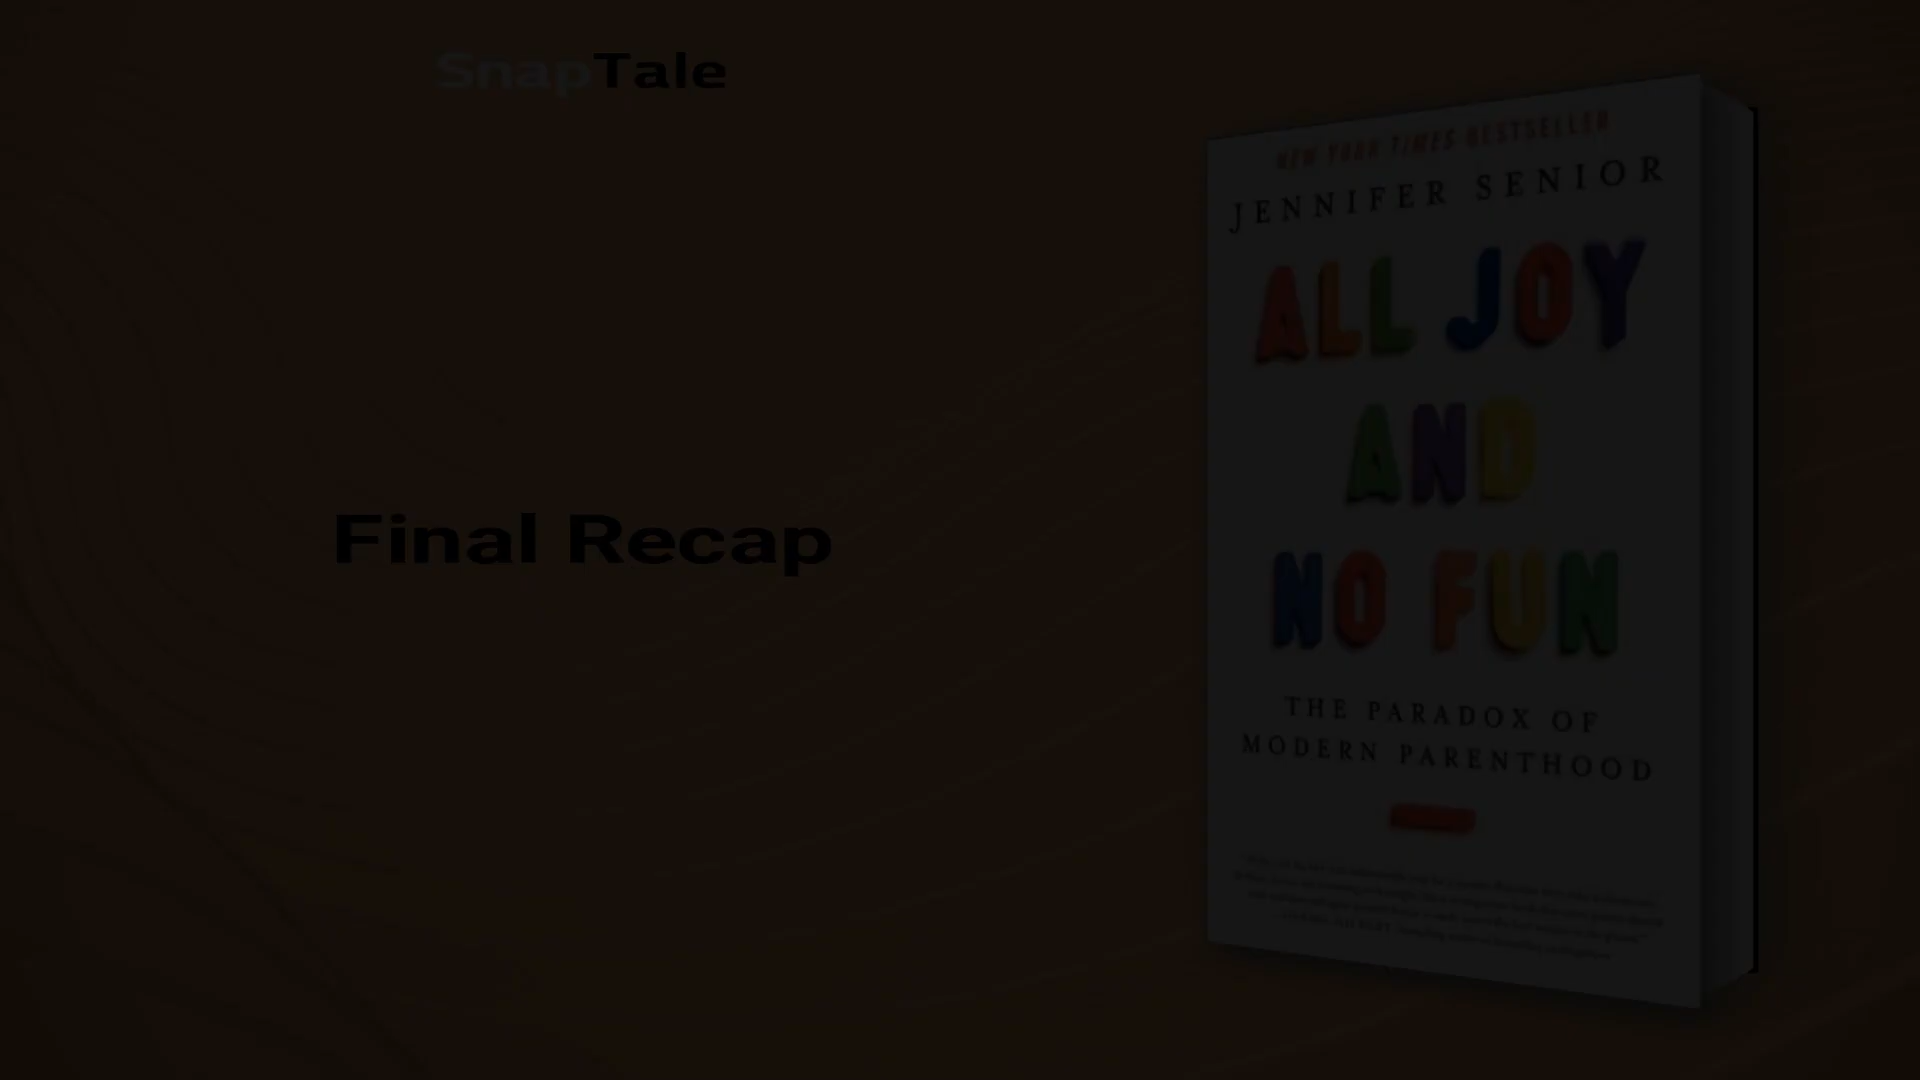 SnapTale
Final Recap
NEW YORK TIMES BESTSELLER
JENNIFER SENIOR
ALL JOY
AND
NO FUN
THE PARADOX OF
MODERN PARENTHOOD